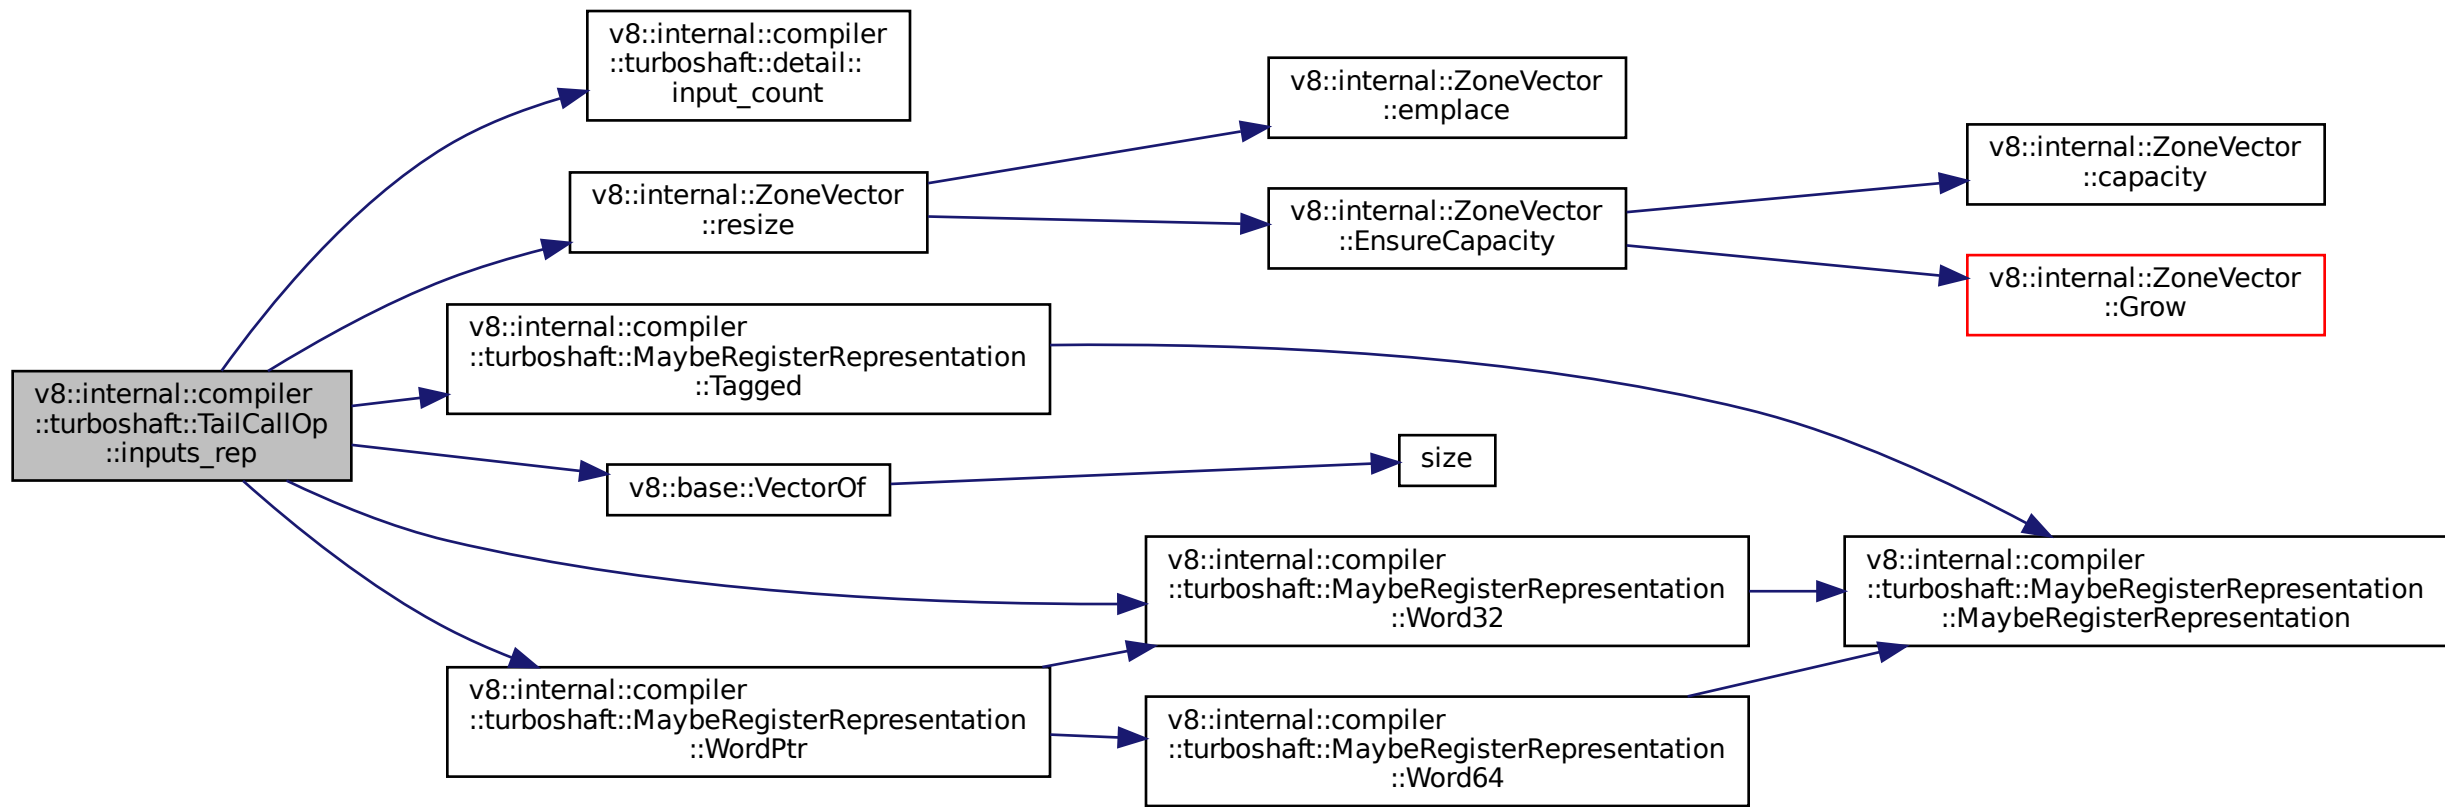 v8::internal::compiler
::turboshaft::TailCallOp
::inputs_rep
v8::internal::compiler
::turboshaft::detail::
input_count
v8::internal::ZoneVector
::resize
v8::internal::ZoneVector
::emplace
v8::internal::ZoneVector
::EnsureCapacity
v8::internal::ZoneVector
::capacity
v8::internal::ZoneVector
::Grow
v8::internal::compiler
::turboshaft::MaybeRegisterRepresentation
::Tagged
v8::base::VectorOf
size
v8::internal::compiler
::turboshaft::MaybeRegisterRepresentation
::Word32
v8::internal::compiler
::turboshaft::MaybeRegisterRepresentation
::MaybeRegisterRepresentation
v8::internal::compiler
::turboshaft::MaybeRegisterRepresentation
::WordPtr
v8::internal::compiler
::turboshaft::MaybeRegisterRepresentation
::Word64